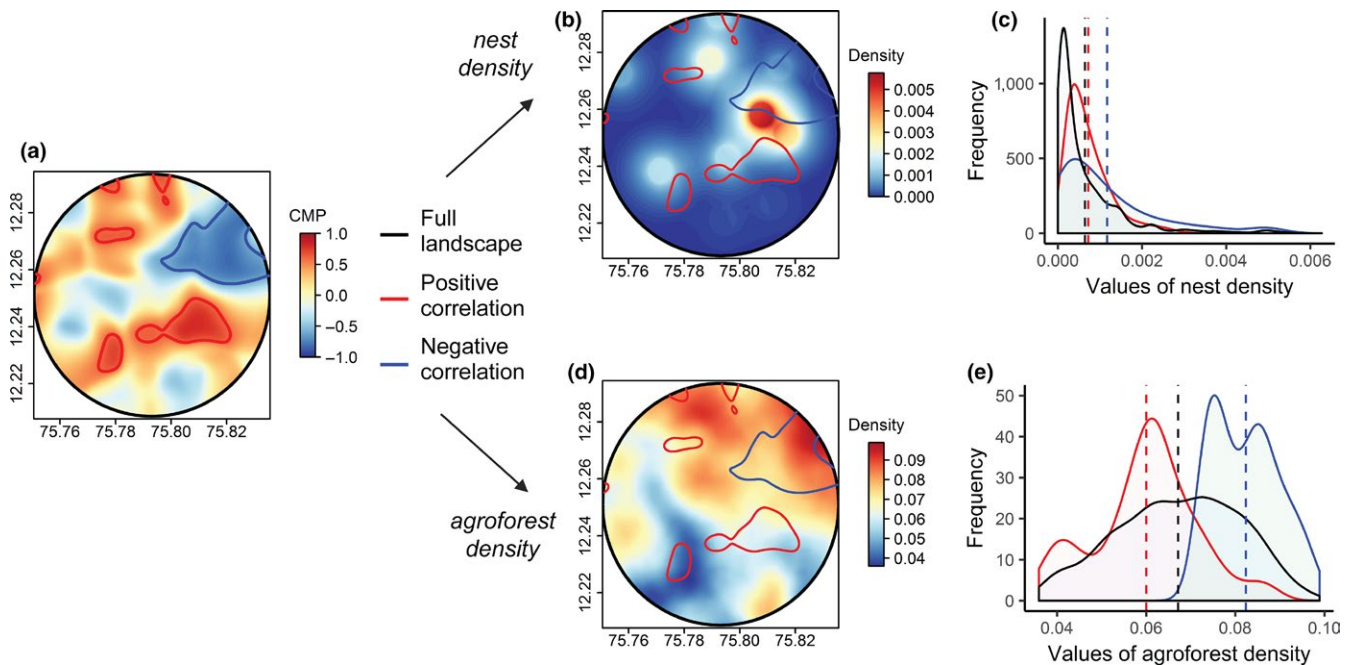 (a)
12.28
12.26
12.24
12.22
75.76 75.78 75.80 75.82
CMP
1.0
0.5
0.0
−0.5
−1.0
nest
density
Full
landscape
Positive
correlation
Negative
correlation
agroforest
density
(b)
12.28
12.26
12.24
12.22
75.76 75.78 75.80 75.82
Density
0.005
0.004
0.003
0.002
0.001
0.000
(c)
Frequency
1,000
500
0
0.000 0.002 0.004 0.006
Values of nest density
(d)
12.28
12.26
12.24
12.22
75.76 75.78 75.80 75.82
Density
0.09
0.08
0.07
0.06
0.05
0.04
(e)
Frequency
50
40
30
20
10
0
0.04 0.06 0.08 0.10
Values of agroforest density